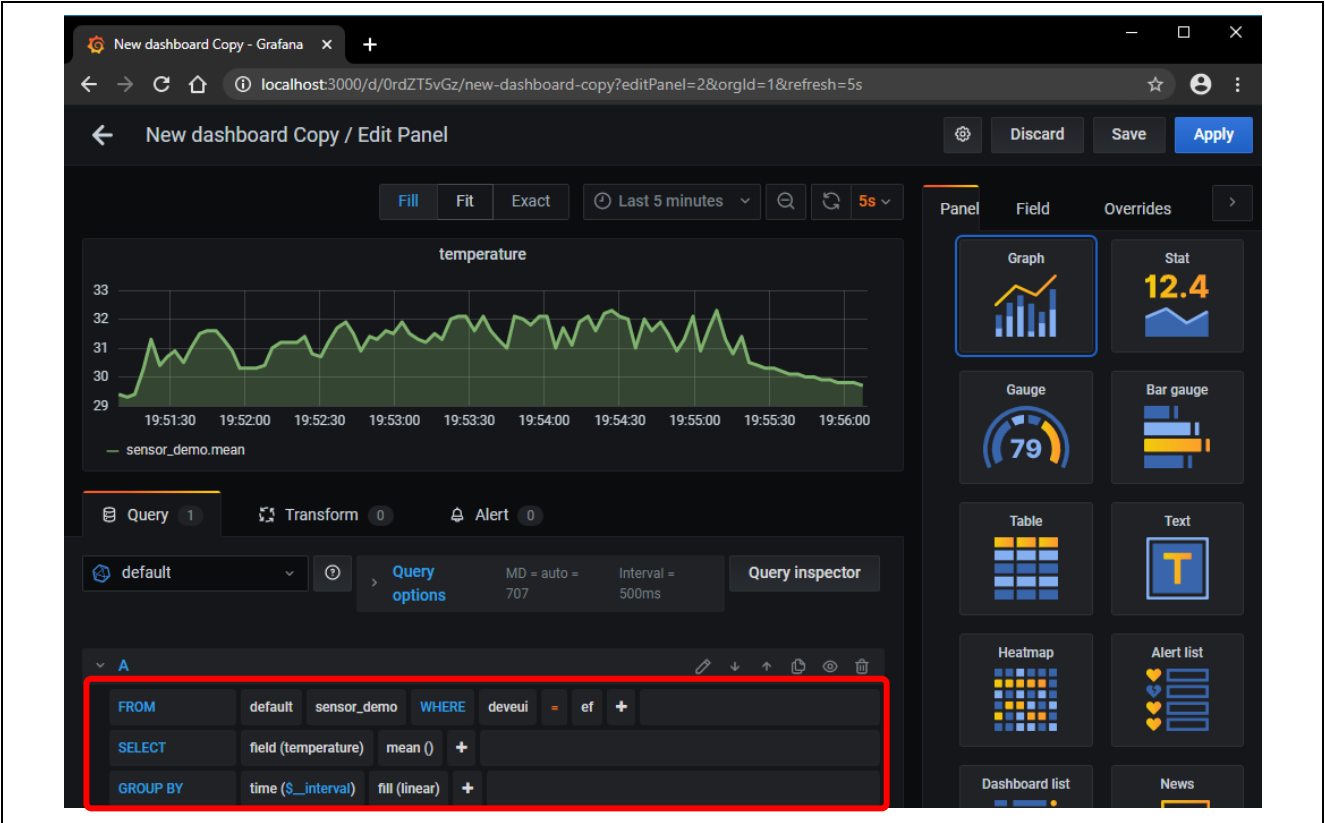 New dashboard Copy - Grafana
localhost:3000/d/0rdZT5vGz/new-dashboard-copy?editPanel=2&orgId=1&refresh=5s
New dashboard Copy / Edit Panel
Discard Save Apply
Fill Fit Exact Last 5 minutes 5s
Panel Field Overrides
temperature
33
32
31
30
29
19:51:30 19:52:00 19:52:30 19:53:00 19:53:30 19:54:00 19:54:30 19:55:00 19:55:30 19:56:00
sensor_demo.mean
Graph Stat
12.4
Gauge Bar gauge
79
Table Text
T
Heatmap Alert list
Dashboard list News
Query 1 Transform 0 Alert 0
default
Query options MD = auto = 707 Interval = 500ms Query inspector
A
FROM default sensor_demo WHERE deveui = ef +
SELECT field (temperature) mean () +
GROUP BY time ($__interval) fill (linear) +